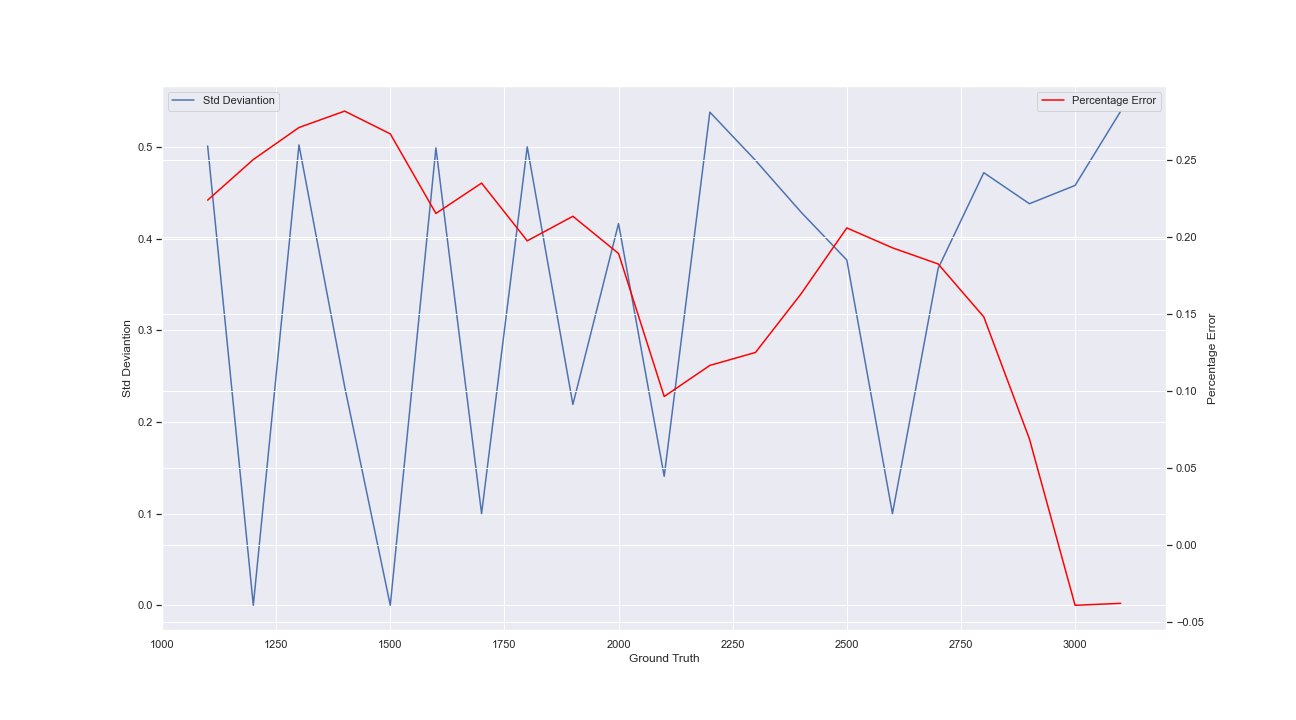 Std Deviantion
Percentage Error
0.5
0.4
0.3
0.2
0.1
0.0
Std Deviantion
0.25
0.20
0.15
0.10
0.05
0.00
−0.05
Percentage Error
1000 1250 1500 1750 2000 2250 2500 2750 3000
Ground Truth